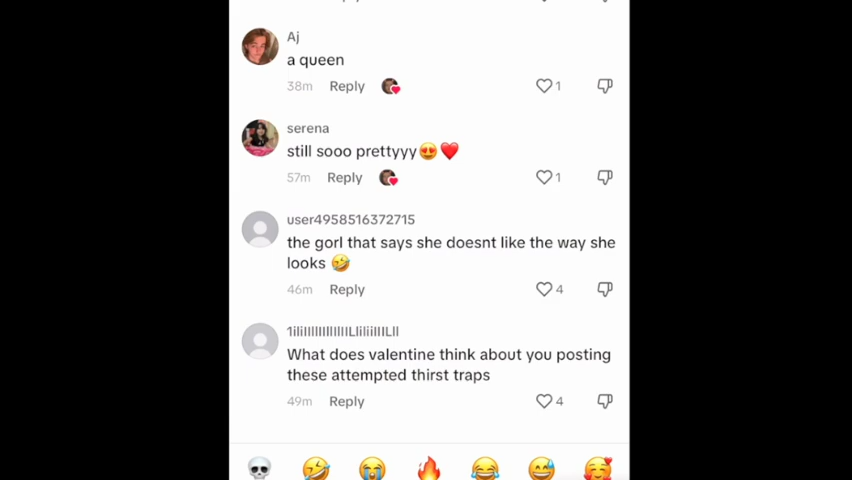 Aj
a queen
38m Reply 1
serena
still sooo prettyyy😍❤️
57m Reply 1
user4958516372715
the gorl that says she doesnt like the way she
looks 🤣
46m Reply 4
What does valentine think about you posting
these attempted thirst traps
49m Reply 4